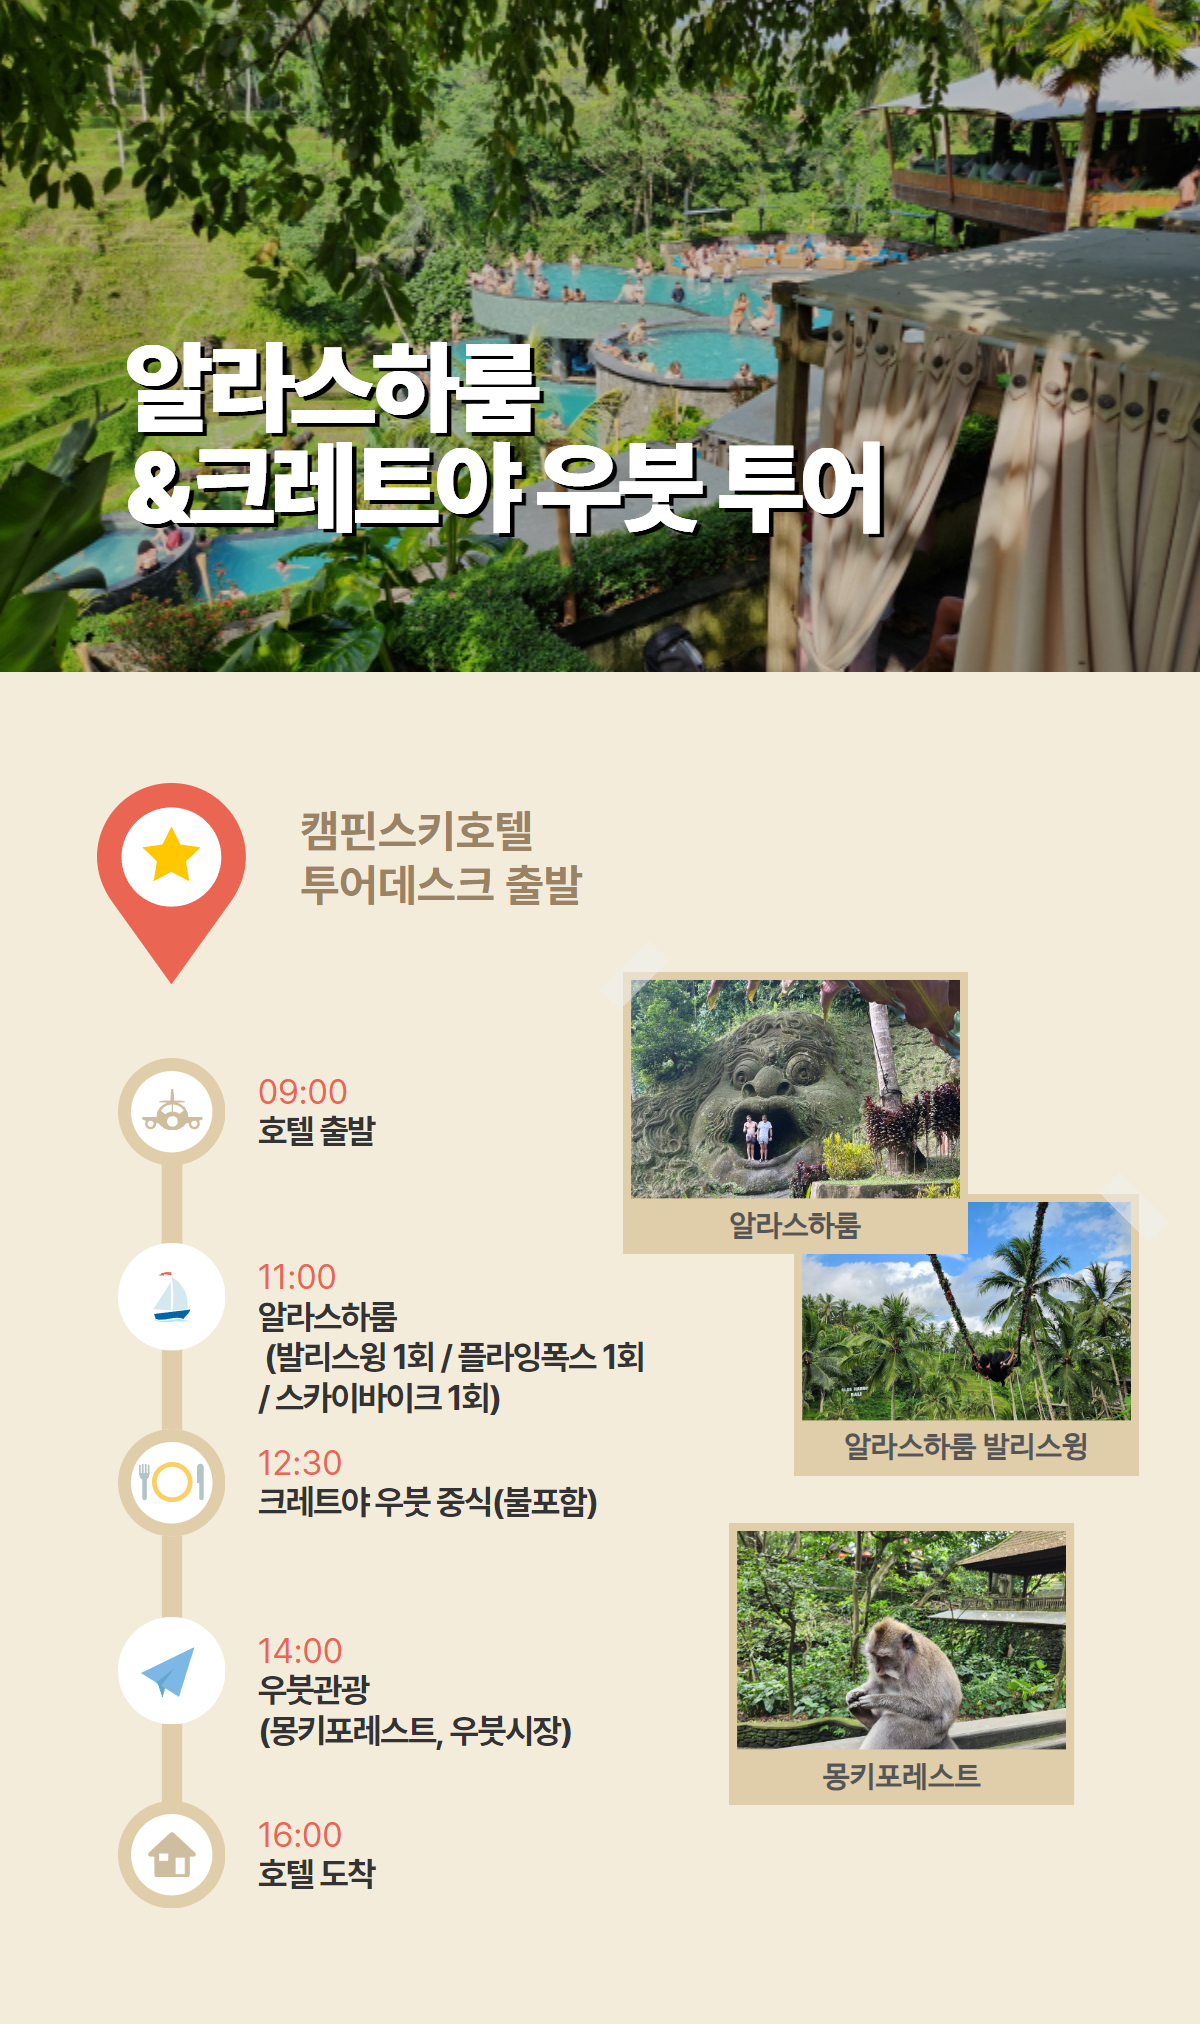 알라스하룸
&크레트야 우붓 투어
캠핀스키호텔
투어데스크 출발
09:00
호텔 출발
11:00
알라스하룸
(발리스윙 1회 / 플라잉폭스 1회
/ 스카이바이크 1회)
12:30
크레트야 우붓 중식(불포함)
14:00
우붓관광
(몽키포레스트, 우붓시장)
16:00
호텔 도착
알라스하룸
알라스하룸 발리스윙
몽키포레스트